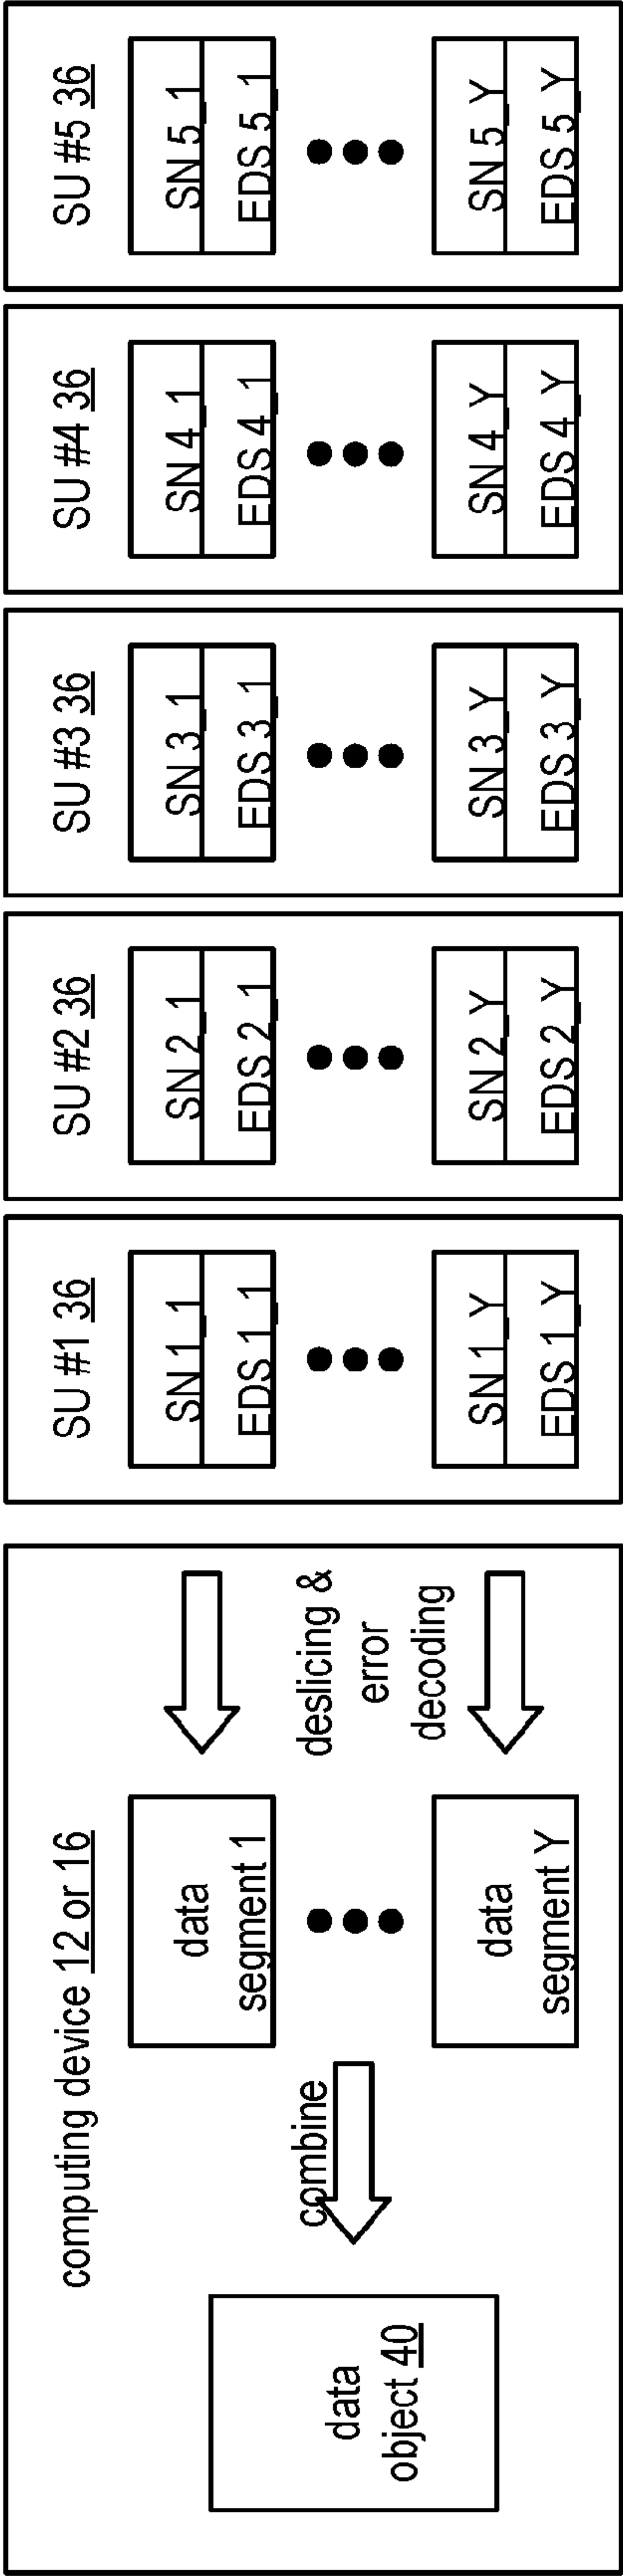 computing device 12 or 16
data
object 40
combine
data
segment 1
data
segment Y
deslicing &
error
decoding
SU #1 36
SN 1_1
EDS 1_1
SN 1_Y
EDS 1_Y
SU #2 36
SN 2_1
EDS 2_1
SN 2_Y
EDS 2_Y
SU #3 36
SN 3_1
EDS 3_1
SN 3_Y
EDS 3_Y
SU #4 36
SN 4_1
EDS 4_1
SN 4_Y
EDS 4_Y
SU #5 36
SN 5_1
EDS 5_1
SN 5_Y
EDS 5_Y